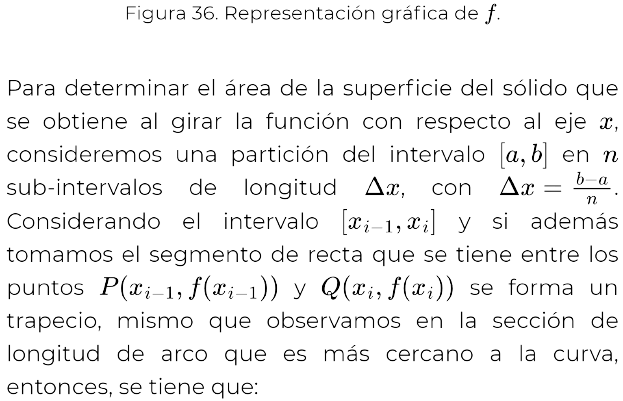 Figura 36. Representación gráfica de f.
Para determinar el área de la superficie del sólido que
se obtiene al girar la función con respecto al eje x,
consideremos una partición del intervalo [a, b] en n
sub-intervalos de longitud Δx, con Δx = \frac{b-a}{n}.
Considerando el intervalo [x_{i-1}, x_i] y si además
tomamos el segmento de recta que se tiene entre los
puntos P(x_{i-1}, f(x_{i-1})) y Q(x_i, f(x_i)) se forma un
trapecio, mismo que observamos en la sección de
longitud de arco que es más cercano a la curva,
entonces, se tiene que: